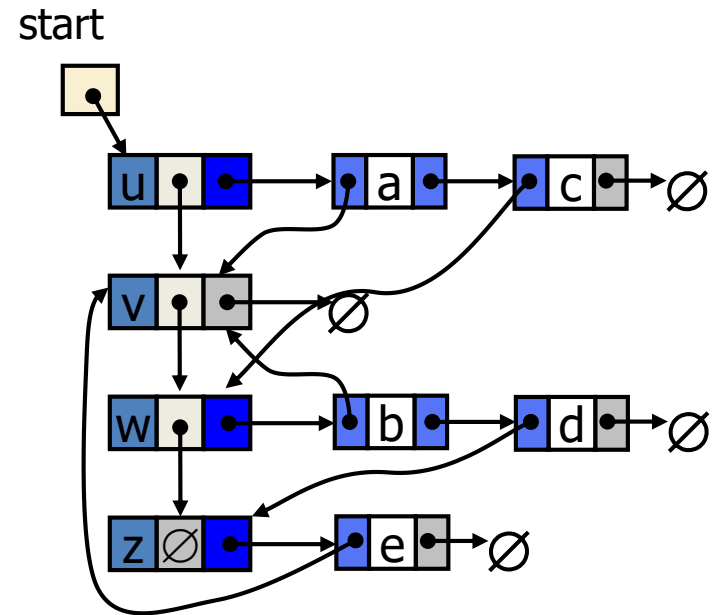 start
u a c ∅
v ∅
w b d ∅
z ∅ e ∅